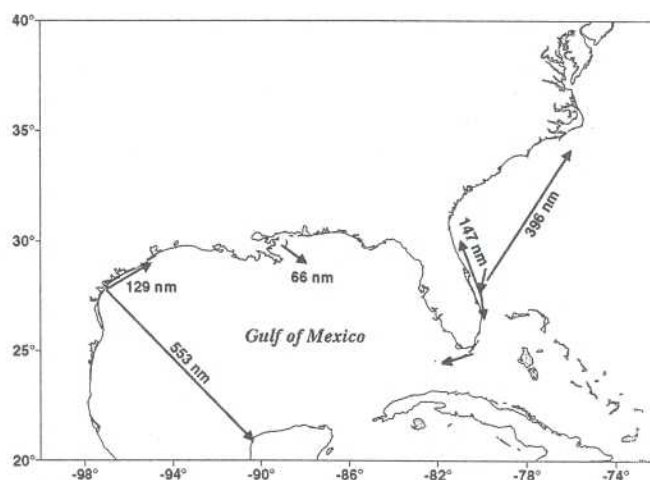 40°
35°
30°
25°
20°
147 nm
396 nm
66 nm
129 nm
553 nm
Gulf of Mexico
-98° -94° -90° -86° -82° -78° -74°